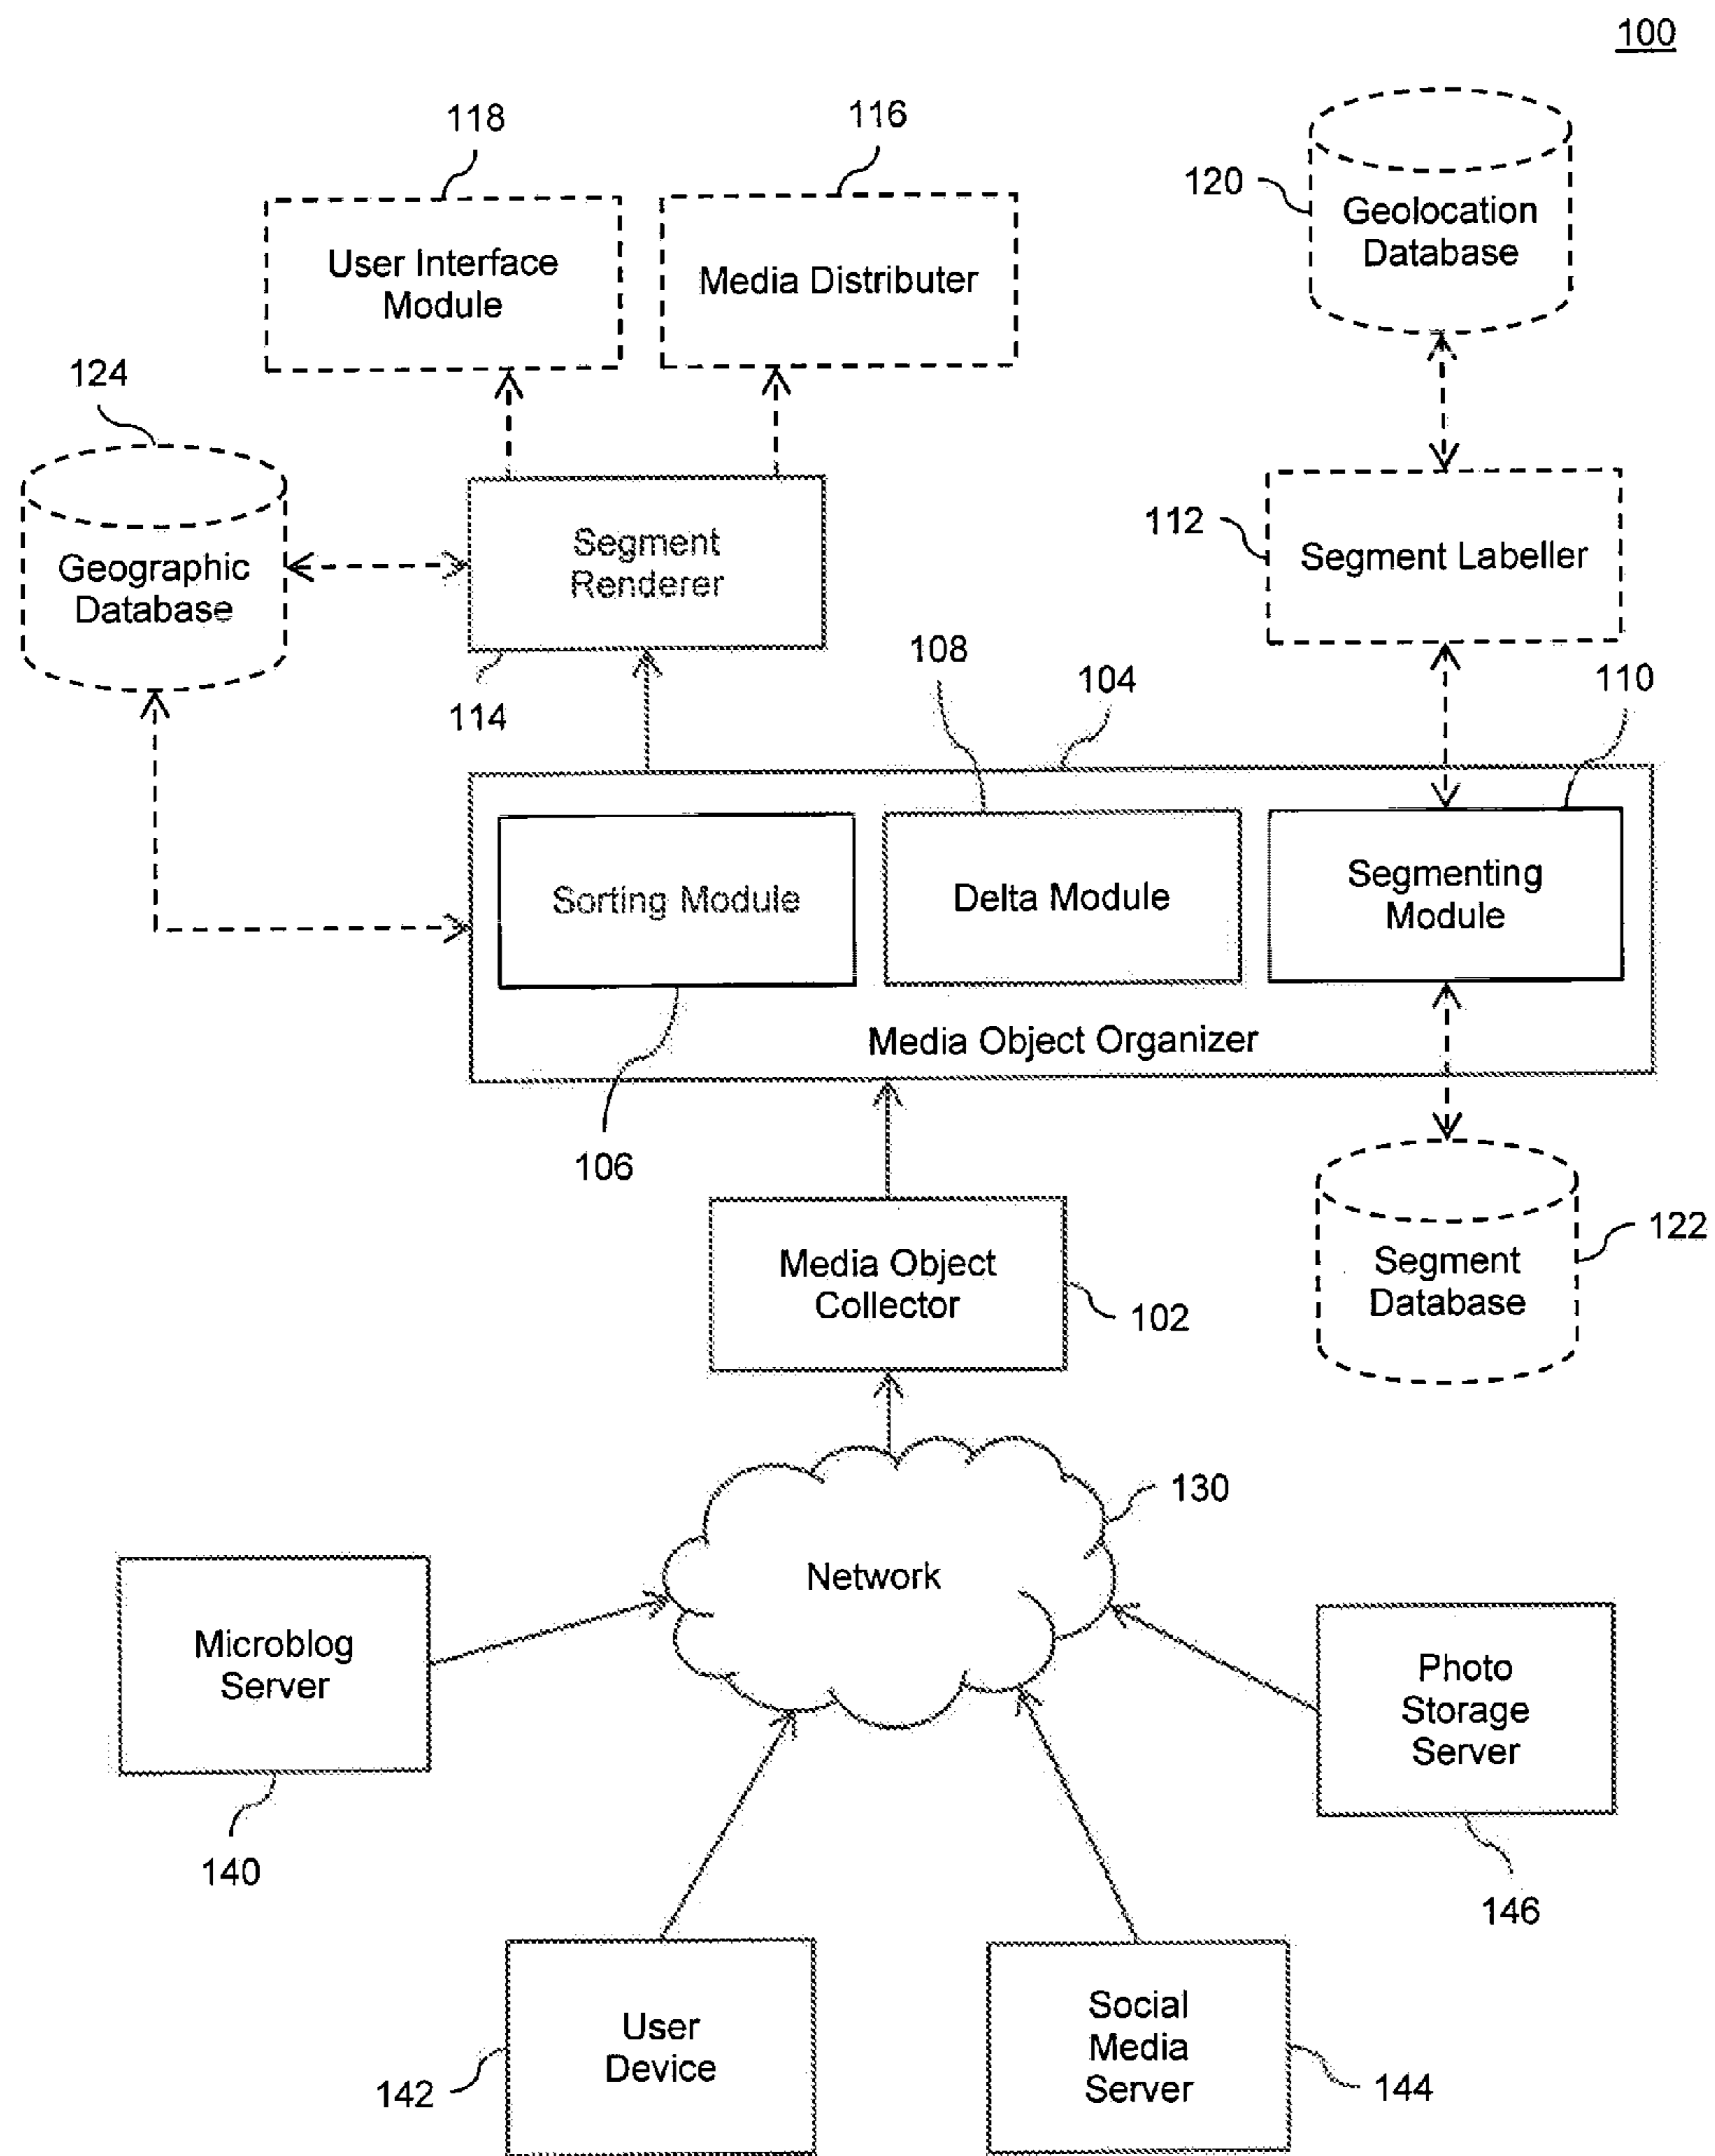 100
118
116
120
Geolocation
Database
User Interface
Module
Media Distributer
124
112
Segment Labeller
Geographic
Database
Segment
Renderer
114
108
104
110
Sorting Module
Delta Module
Segmenting
Module
Media Object Organizer
106
Media Object
Collector
102
122
Segment
Database
130
Network
Microblog
Server
140
Photo
Storage
Server
146
User
Device
142
Social
Media
Server
144